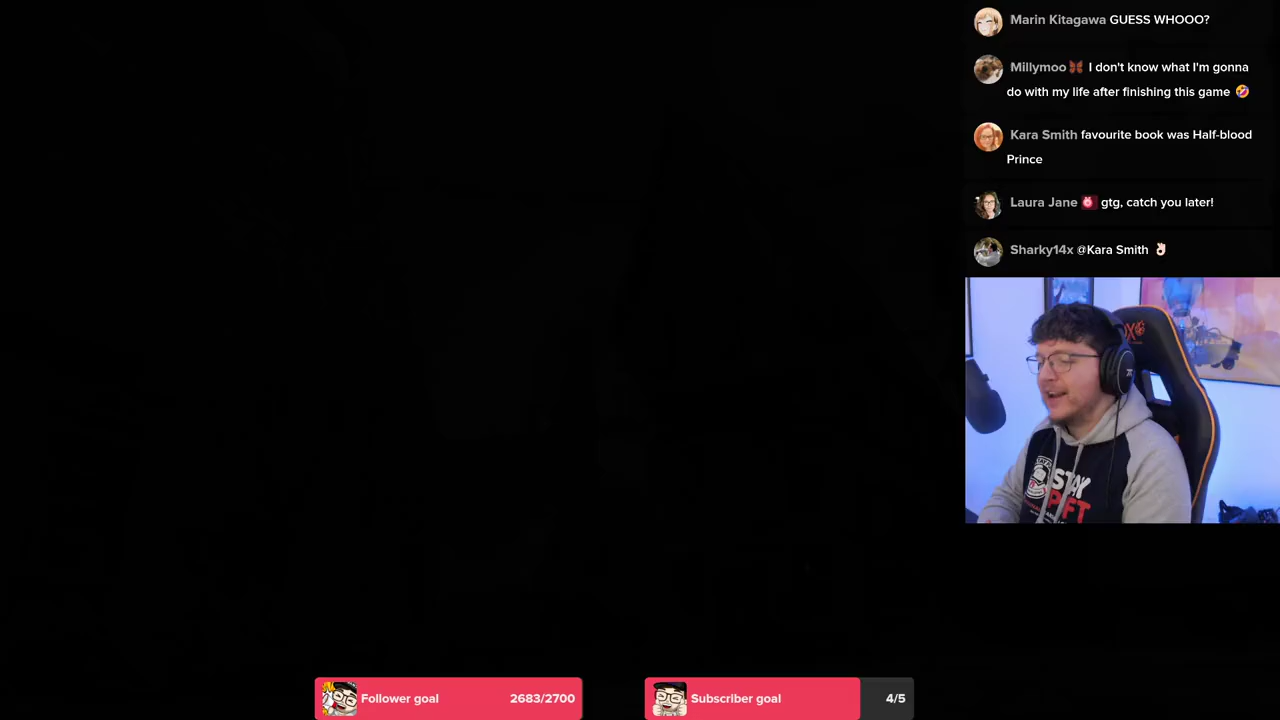 Marin Kitagawa GUESS WHOOO?
Millymoo 🦋 I don't know what I'm gonna
do with my life after finishing this game 🤣
Kara Smith favourite book was Half-blood
Prince
Laura Jane gtg, catch you later!
Sharky14x @Kara Smith 👌🏻
STAY
Follower goal 2683/2700
Subscriber goal 4/5